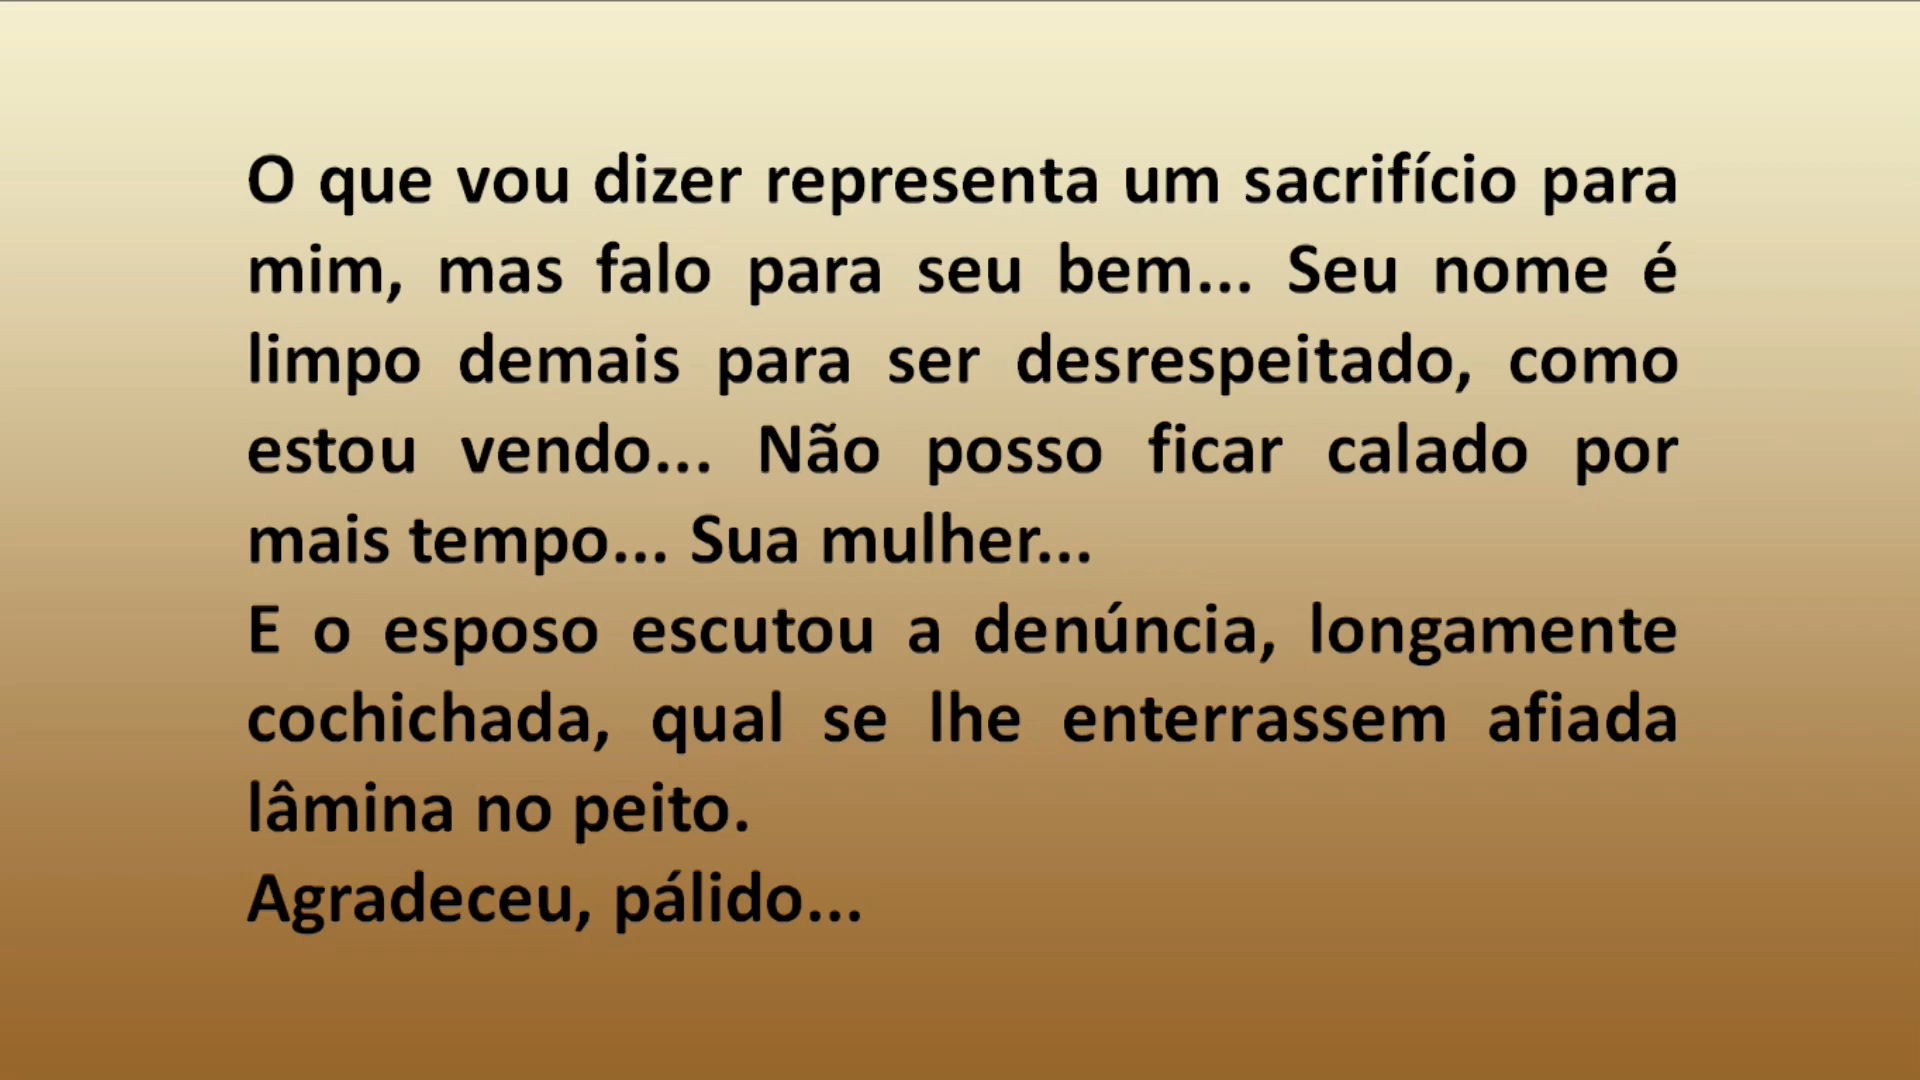 O que vou dizer representa um sacrifício para
mim, mas falo para seu bem... Seu nome é
limpo demais para ser desrespeitado, como
estou vendo... Não posso ficar calado por
mais tempo... Sua mulher...
E o esposo escutou a denúncia, longamente
cochichada, qual se lhe enterrassem afiada
lâmina no peito.
Agradeceu, pálido...